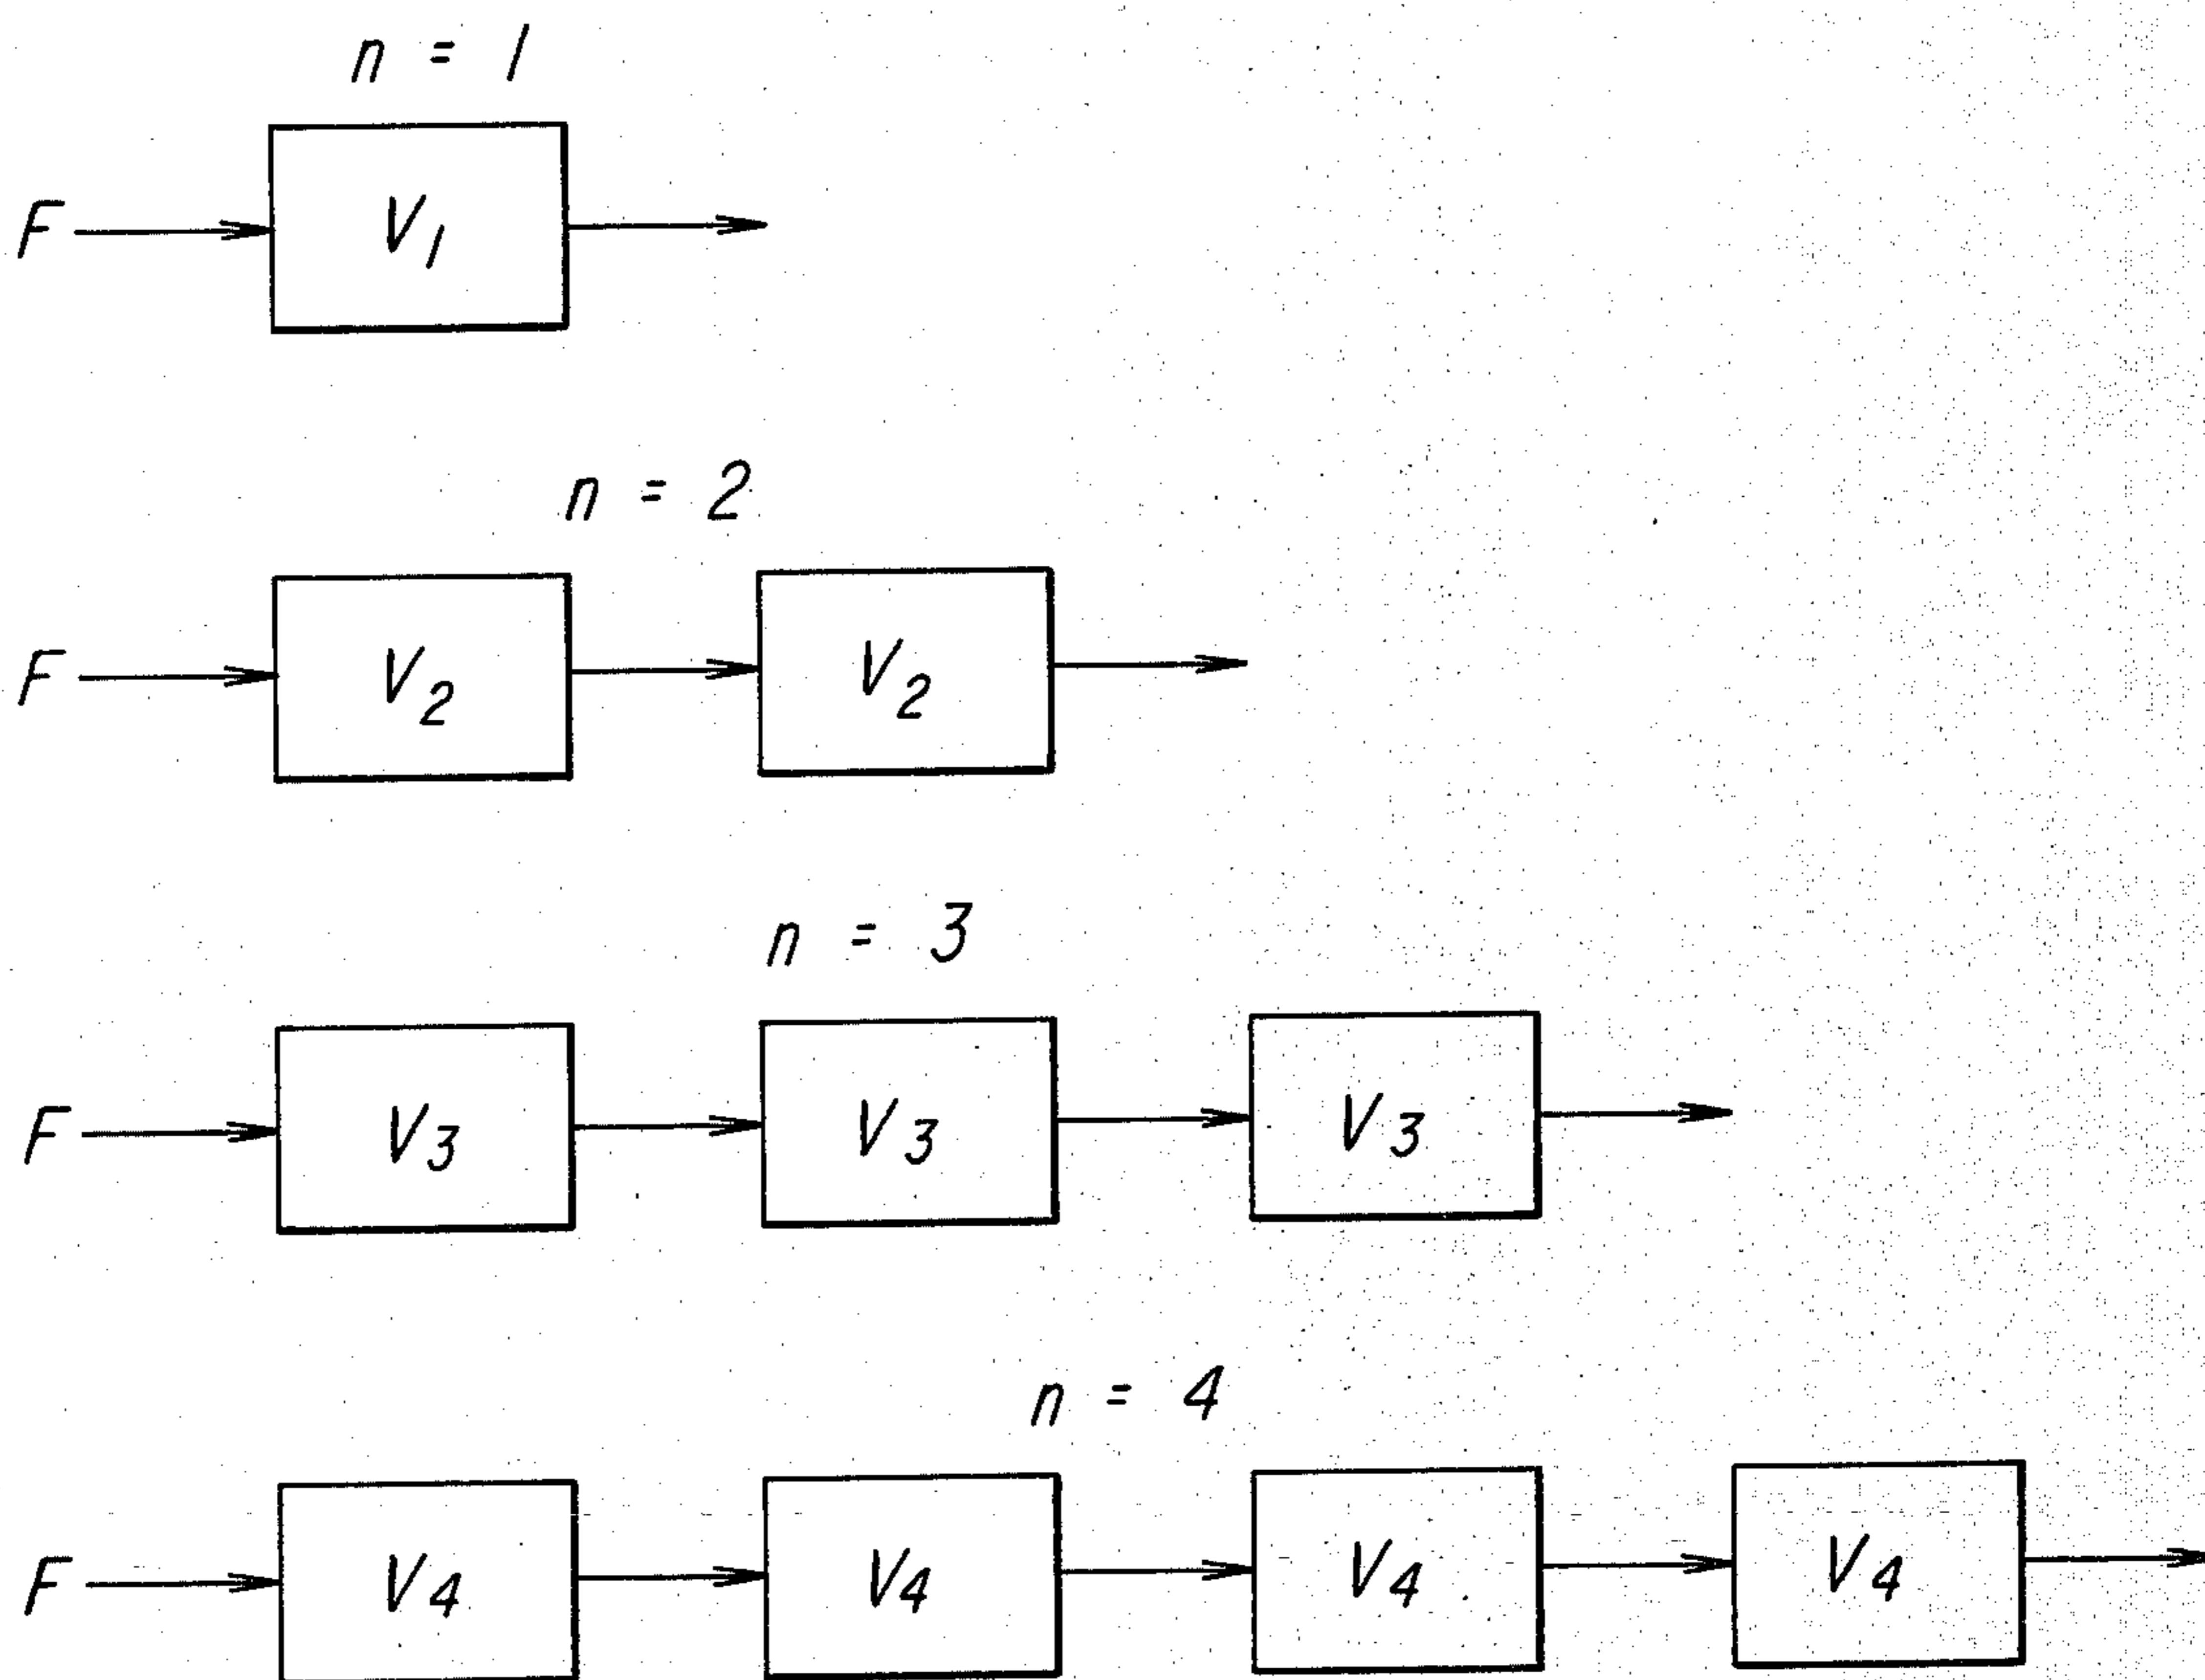 n = 1
F V1
n = 2
F V2 V2
n = 3
F V3 V3 V3
n = 4
F V4 V4 V4 V4